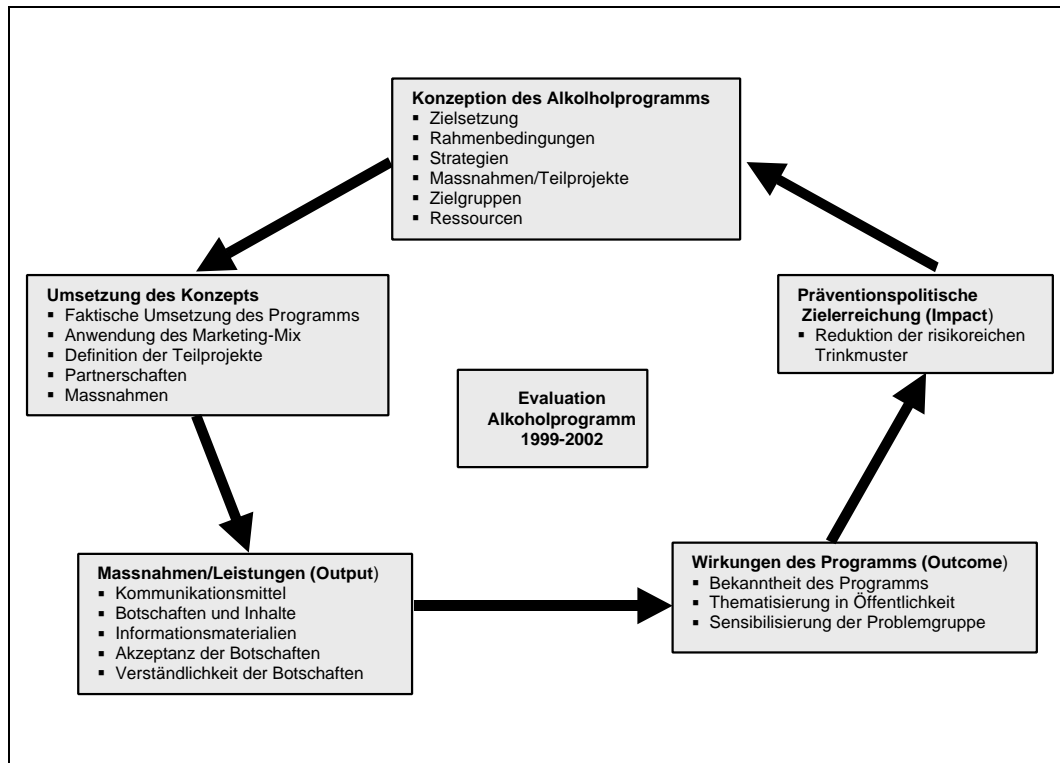 Konzeption des Alkolholprogramms
▪ Zielsetzung
▪ Rahmenbedingungen
▪ Strategien
▪ Massnahmen/Teilprojekte
▪ Zielgruppen
▪ Ressourcen
Umsetzung des Konzepts
▪ Faktische Umsetzung des Programms
▪ Anwendung des Marketing-Mix
▪ Definition der Teilprojekte
▪ Partnerschaften
▪ Massnahmen
Präventionspolitische
Zielerreichung (Impact)
▪ Reduktion der risikoreichen
Trinkmuster
Evaluation
Alkoholprogramm
1999-2002
Massnahmen/Leistungen (Output)
▪ Kommunikationsmittel
▪ Botschaften und Inhalte
▪ Informationsmaterialien
▪ Akzeptanz der Botschaften
▪ Verständlichkeit der Botschaften
Wirkungen des Programms (Outcome)
▪ Bekanntheit des Programms
▪ Thematisierung in Öffentlichkeit
▪ Sensibilisierung der Problemgruppe